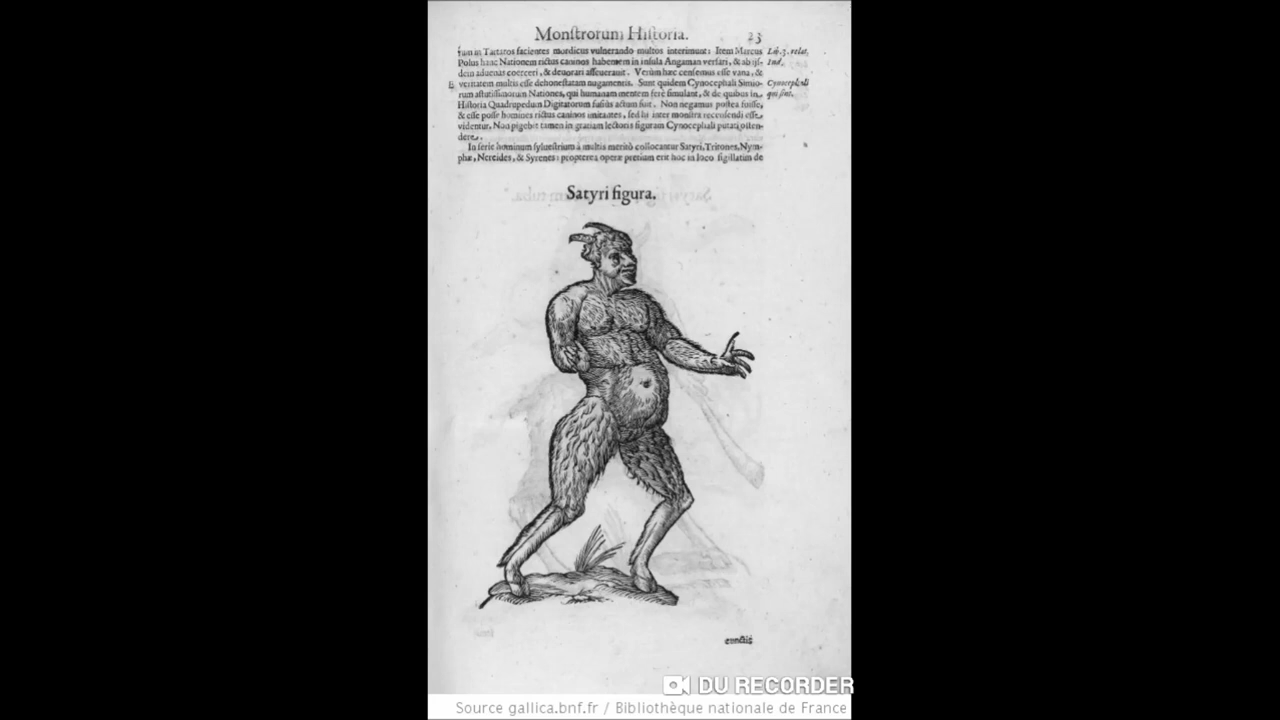 Monſtrorum Hiſtoria. 23
ſum in Tartaros facientes mordicus vulnerando multos interimunt: Item Marcus Lib. 3. relat.
Polus hanc Nationem rictus caninos habentem in inſula Angaman verſari, & ab iſ- Ind.
dem aduenas coerceri, & deuorari aſſeuerauit. Verùm hæc cenſemus eſſe vana, &
E veritatem multis eſſe dehoneſtatam nugamentis. Sunt quidem Cynocephali Simio- Cynocephali
rum aſtutiſſimorum Nationes, qui humanam mentem ferè ſimulant, & de quibus in qui ſint.
Hiſtoria Quadrupedum Digitatorum fuſiùs actum fuit. Non negamus poſtea fuiſſe,
& eſſe poſſe homines rictus caninos imitantes, ſed hi inter monſtra recenſendi eſſe
videntur. Non pigebit tamen in gratiam lectoris figuram Cynocephali putati oſten-
dere.
In ſerie hominum ſylueſtrium à multis meritò collocantur Satyri, Tritones, Nym-
phæ, Nereides, & Syrenes: propterea operæ pretium erit hoc in loco ſigillatim de
Satyri figura.
cunctis
DU RECORDER
Source gallica.bnf.fr / Bibliothèque nationale de France